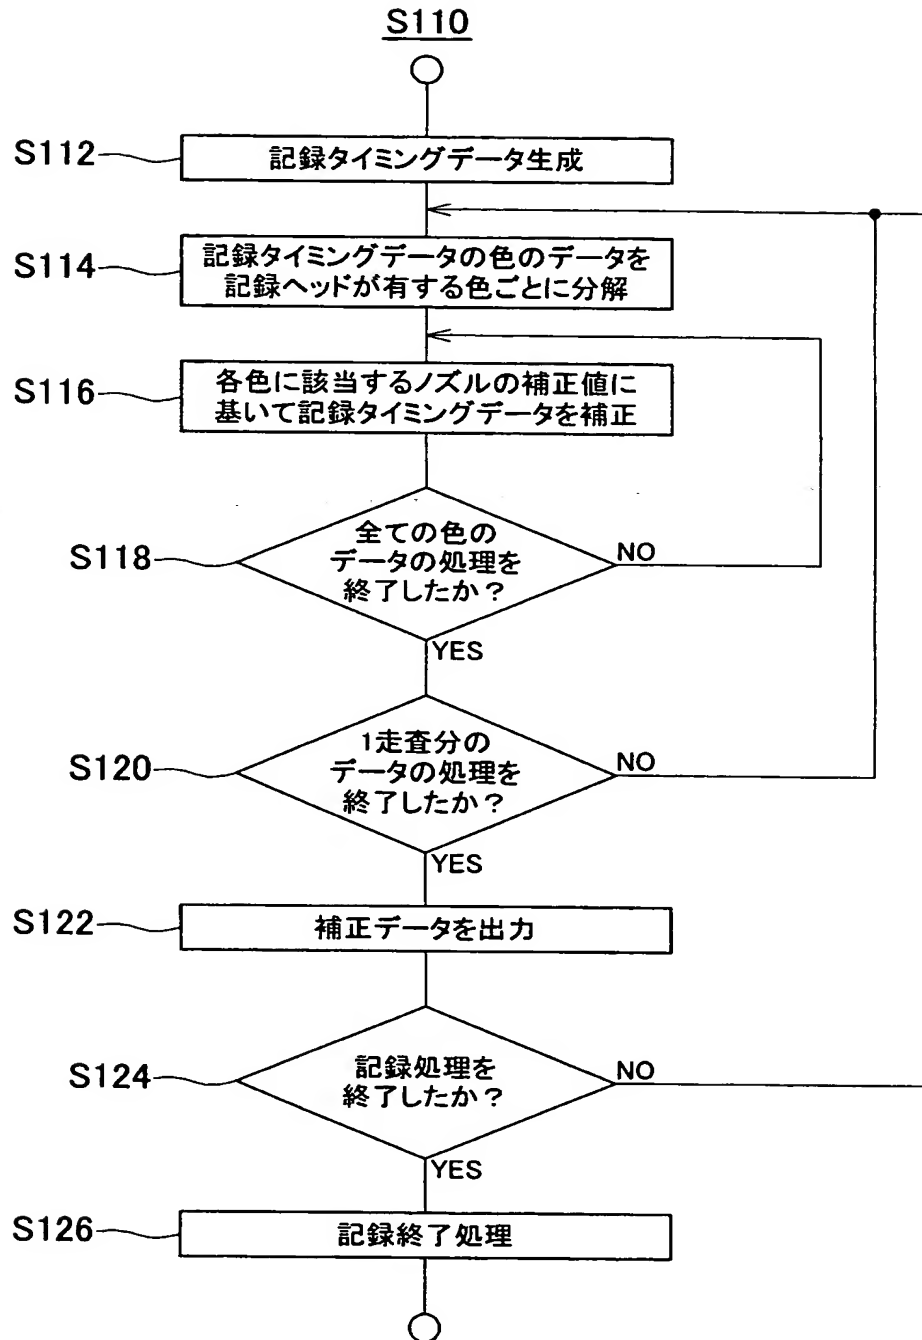 S110
S112
記録タイミングデータ生成
S114
記録タイミングデータの色のデータを
記録ヘッドが有する色ごとに分解
S116
各色に該当するノズルの補正値に
基いて記録タイミングデータを補正
S118
全ての色の
データの処理を
終了したか？
NO
YES
S120
1走査分の
データの処理を
終了したか？
NO
YES
S122
補正データを出力
S124
記録処理を
終了したか？
NO
YES
S126
記録終了処理